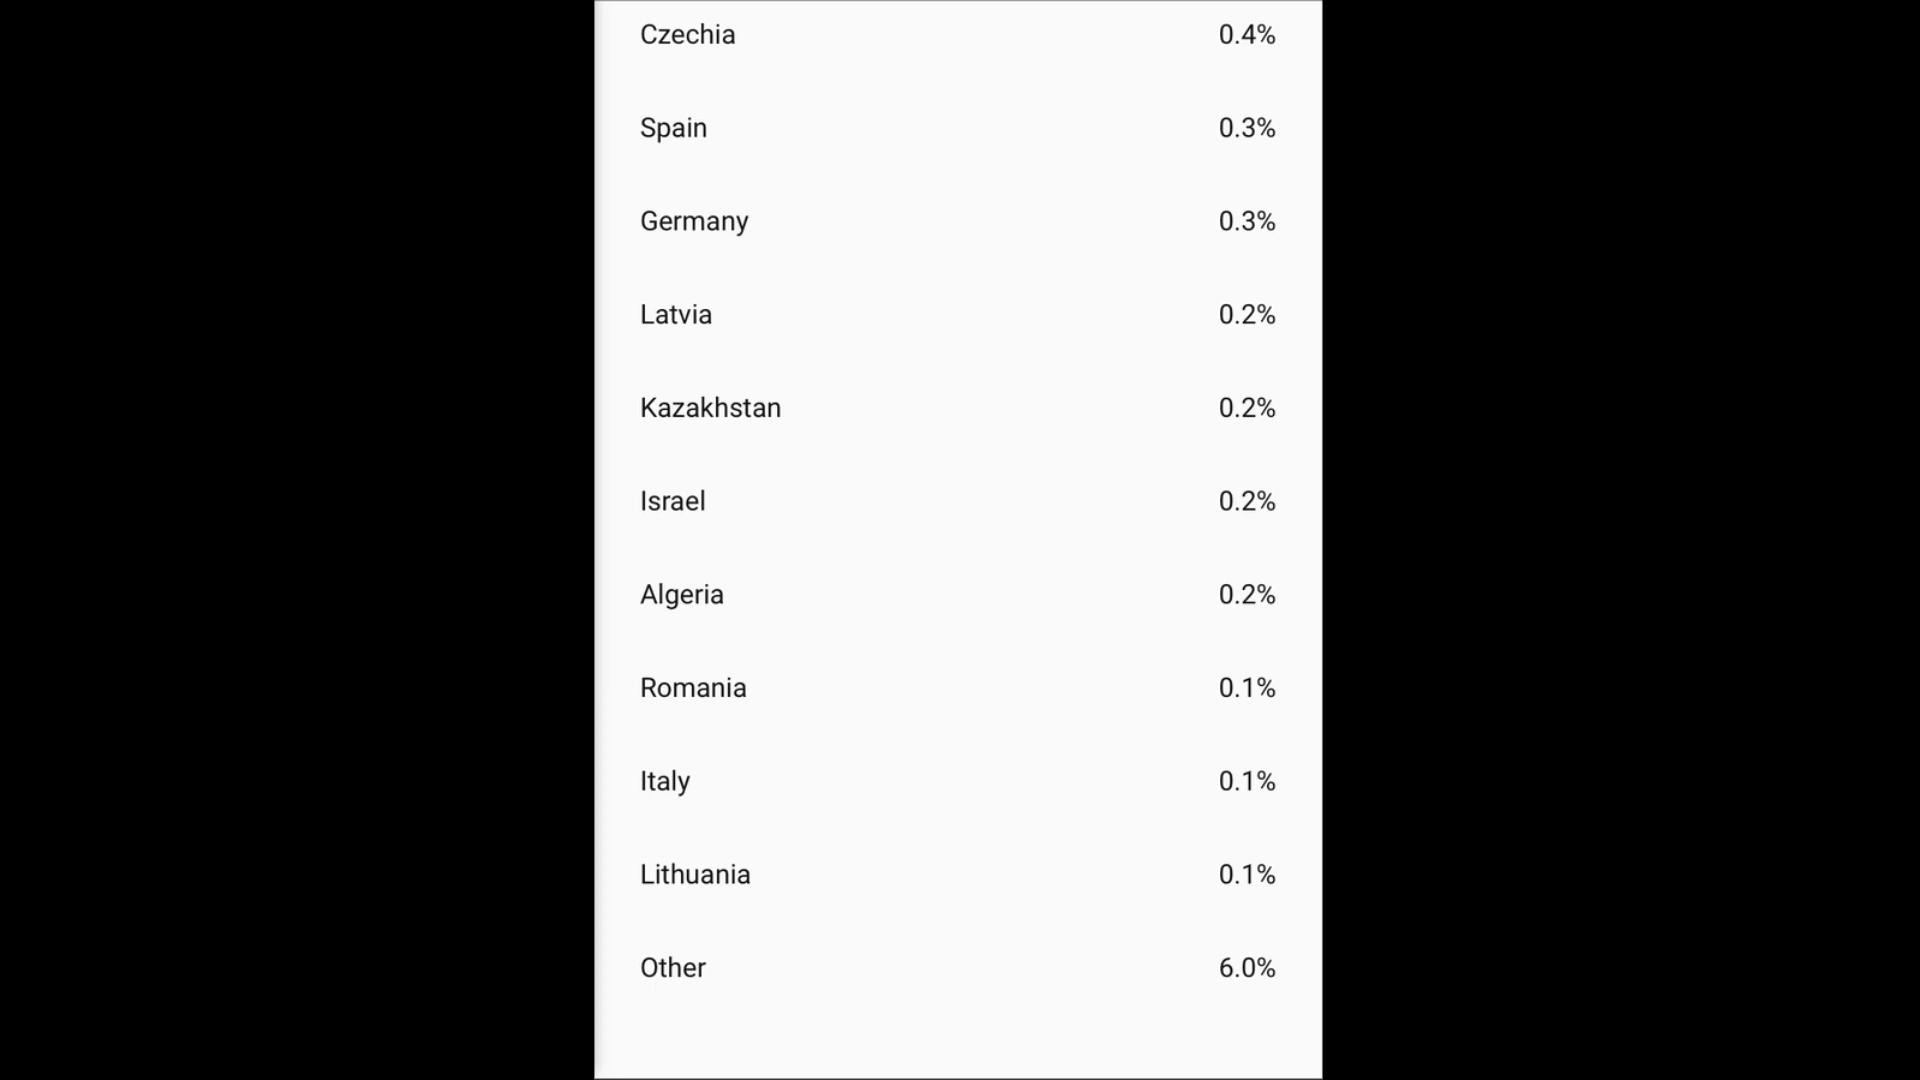 Czechia 0.4%
Spain 0.3%
Germany 0.3%
Latvia 0.2%
Kazakhstan 0.2%
Israel 0.2%
Algeria 0.2%
Romania 0.1%
Italy 0.1%
Lithuania 0.1%
Other 6.0%